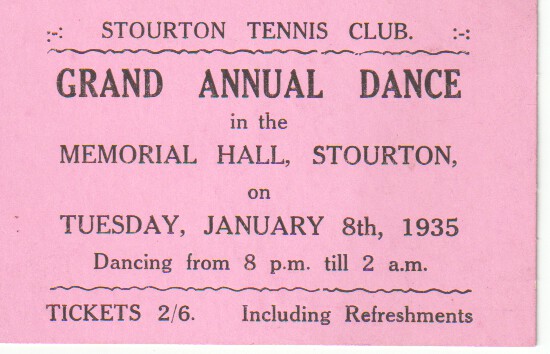 :-: STOURTON TENNIS CLUB. :-:
GRAND ANNUAL DANCE
in the
MEMORIAL HALL, STOURTON,
on
TUESDAY, JANUARY 8th, 1935
Dancing from 8 p.m. till 2 a.m.
TICKETS 2/6. Including Refreshments